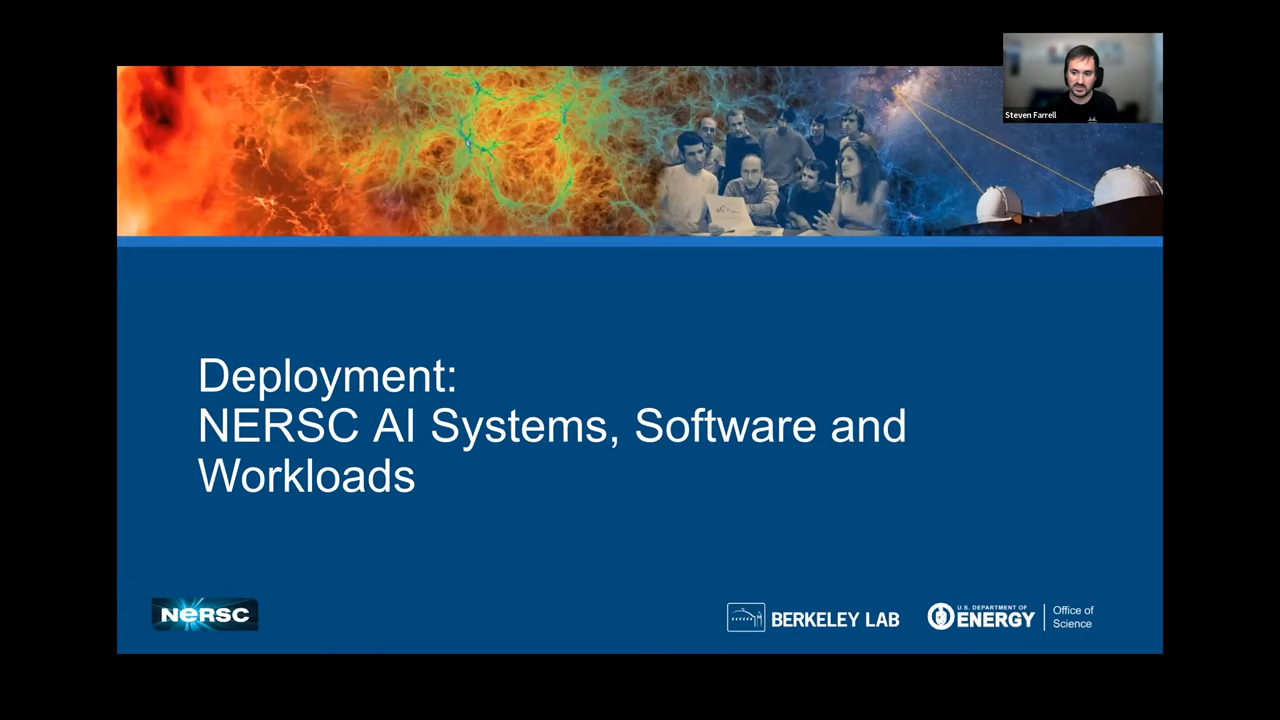 Steven Farrell
Deployment:
NERSC AI Systems, Software and
Workloads
NERSC
BERKELEY LAB
U.S. DEPARTMENT OF
ENERGY
Office of
Science